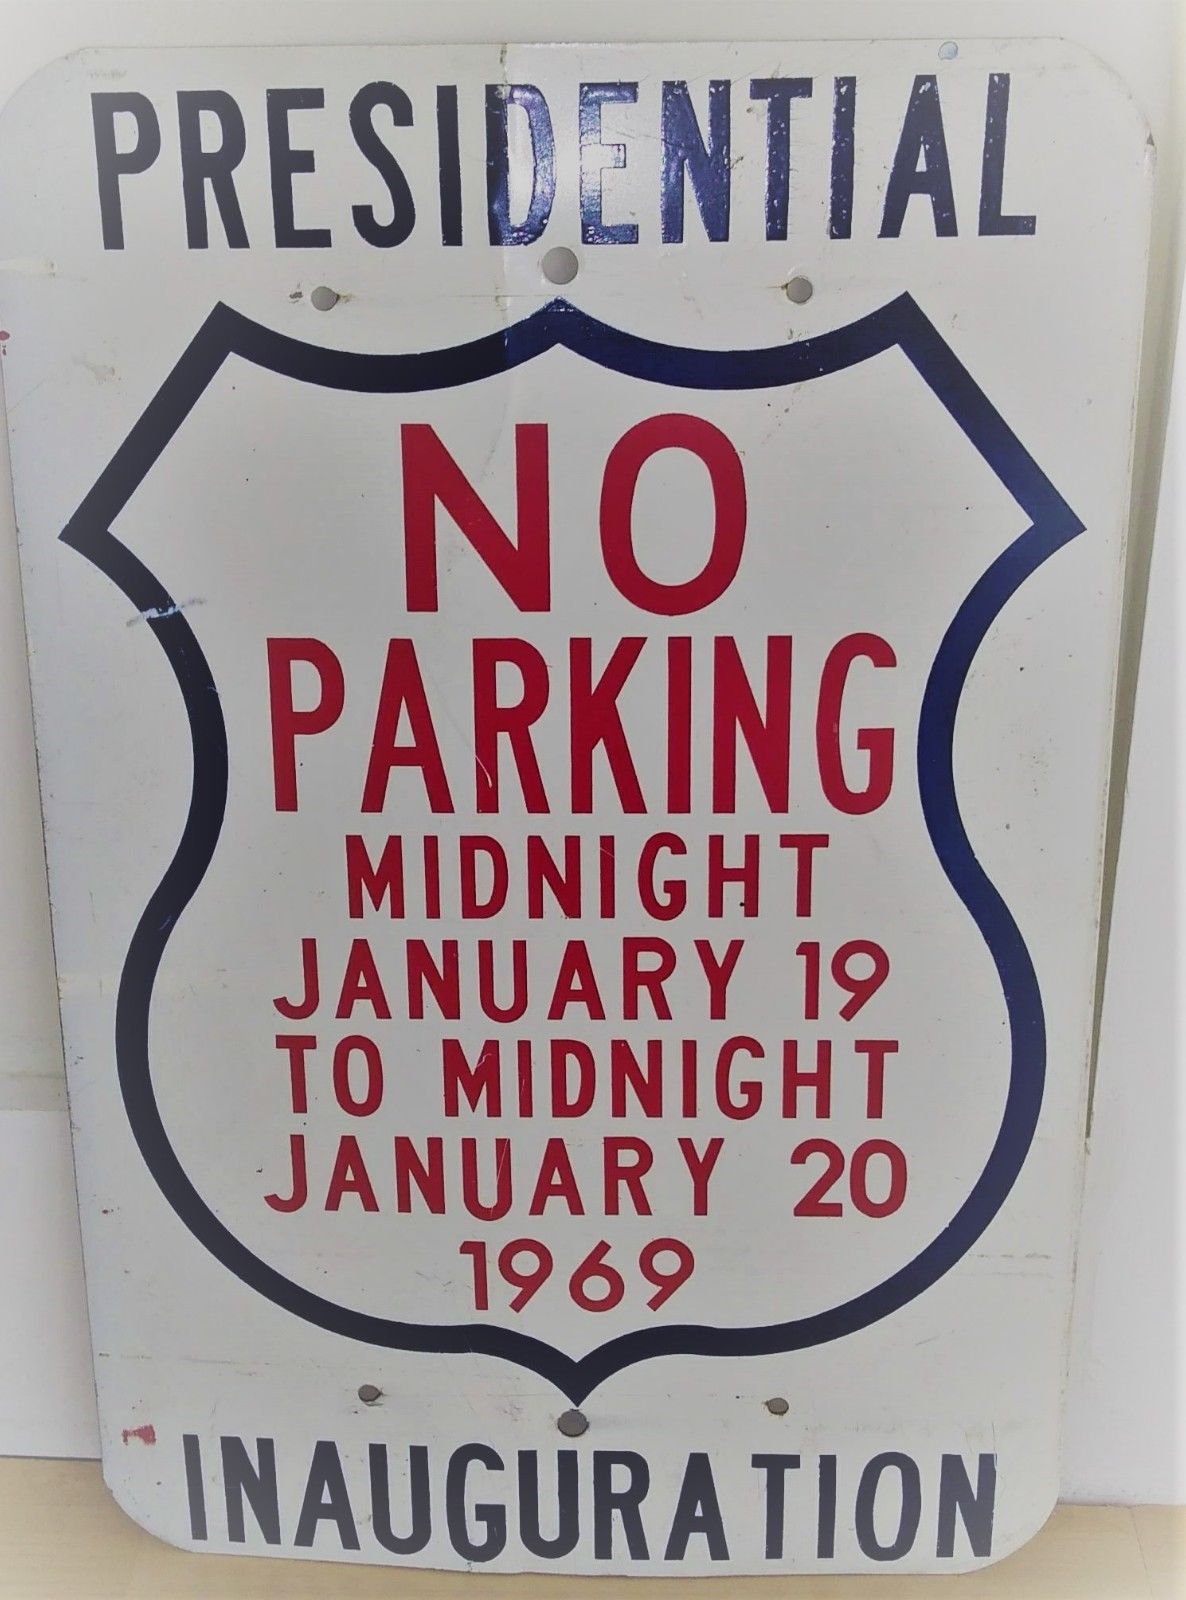 PRESIDENTIAL
NO
PARKING
MIDNIGHT
JANUARY 19
TO MIDNIGHT
JANUARY 20
1969
INAUGURATION